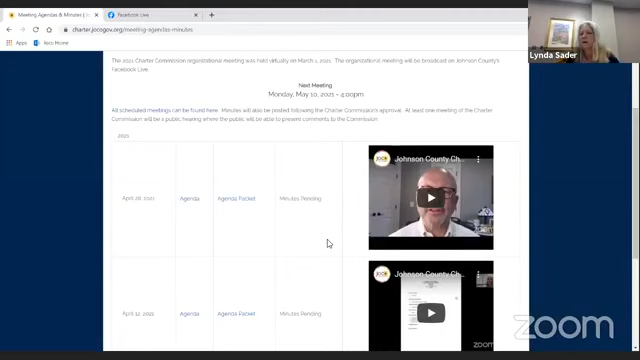 Meeting Agendas & Minutes | Jo
Facebook Live
charter.jocogov.org/meeting-agendas-minutes
Apps
The 2021 Charter Commission organizational meeting was held virtually on March 1, 2021. The organizational meeting will be broadcast on Johnson County's
Facebook Live.
Next Meeting
Monday, May 10, 2021 - 4:00pm
All scheduled meetings can be found here. Minutes will also be posted following the Charter Commission's approval. At least one meeting of the Charter
Commission will be a public hearing where the public will be able to present comments to the Commission.
2021
April 26, 2021
Agenda
Agenda Packet
Minutes Pending
JOCO
Johnson County Ch...
April 12, 2021
Agenda
Agenda Packet
Minutes Pending
JOCO
Johnson County Ch...
zoom
Lynda Sader
zoom